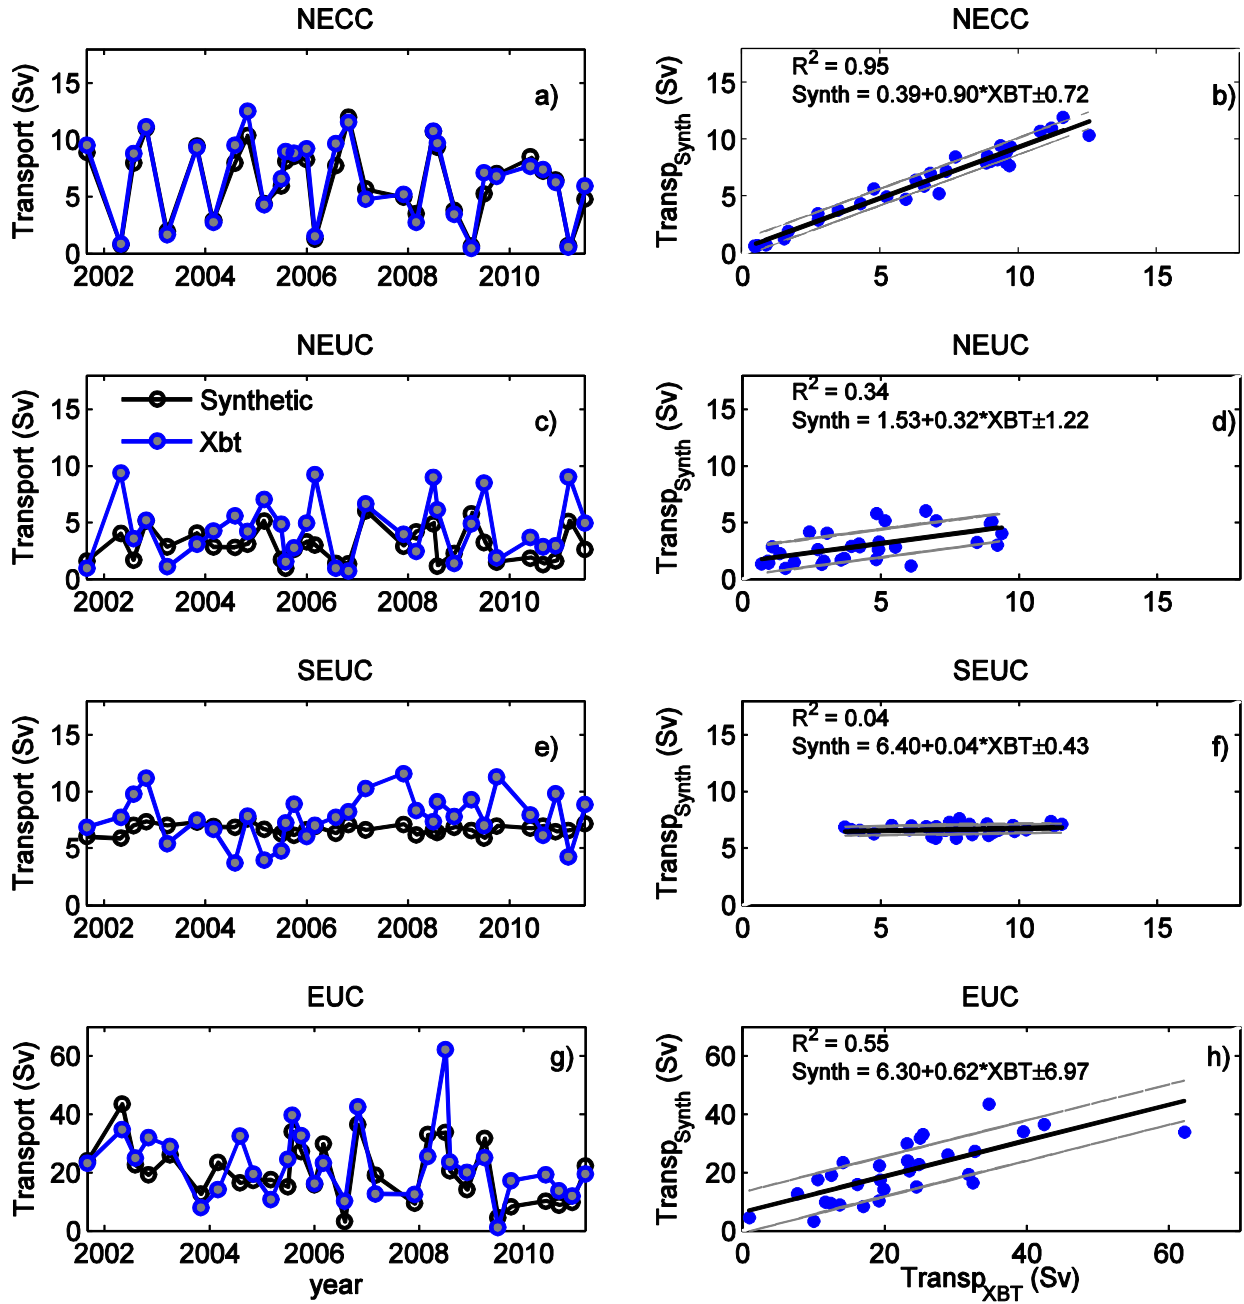 NECC
NECC
Transport (Sv)
15
10
5
0
a)
2002 2004 2006 2008 2010
Transp_Synth (Sv)
15
10
5
0
R² = 0.95
Synth = 0.39+0.90*XBT±0.72
b)
0 5 10 15
NEUC
NEUC
Transport (Sv)
15
10
5
0
Synthetic
Xbt
c)
2002 2004 2006 2008 2010
Transp_Synth (Sv)
15
10
5
0
R² = 0.34
Synth = 1.53+0.32*XBT±1.22
d)
0 5 10 15
SEUC
SEUC
Transport (Sv)
15
10
5
0
e)
2002 2004 2006 2008 2010
Transp_Synth (Sv)
15
10
5
0
R² = 0.04
Synth = 6.40+0.04*XBT±0.43
f)
0 5 10 15
EUC
EUC
Transport (Sv)
60
40
20
0
g)
2002 2004 2006 2008 2010
year
Transp_Synth (Sv)
60
40
20
0
R² = 0.55
Synth = 6.30+0.62*XBT±6.97
h)
0 20 40 60
Transp_XBT (Sv)